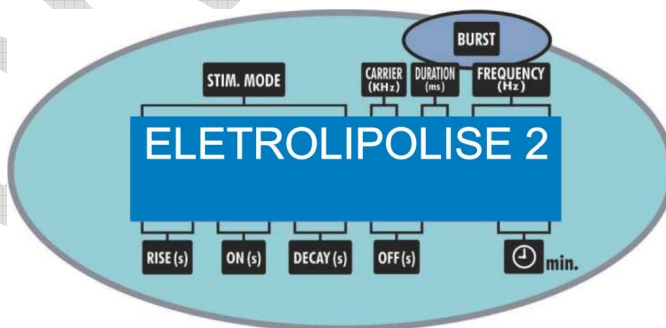 BURST
STIM. MODE CARRIER (KHz) DURATION (ms) FREQUENCY (Hz)
ELETROLIPOLISE 2
RISE (s) ON (s) DECAY (s) OFF (s) min.